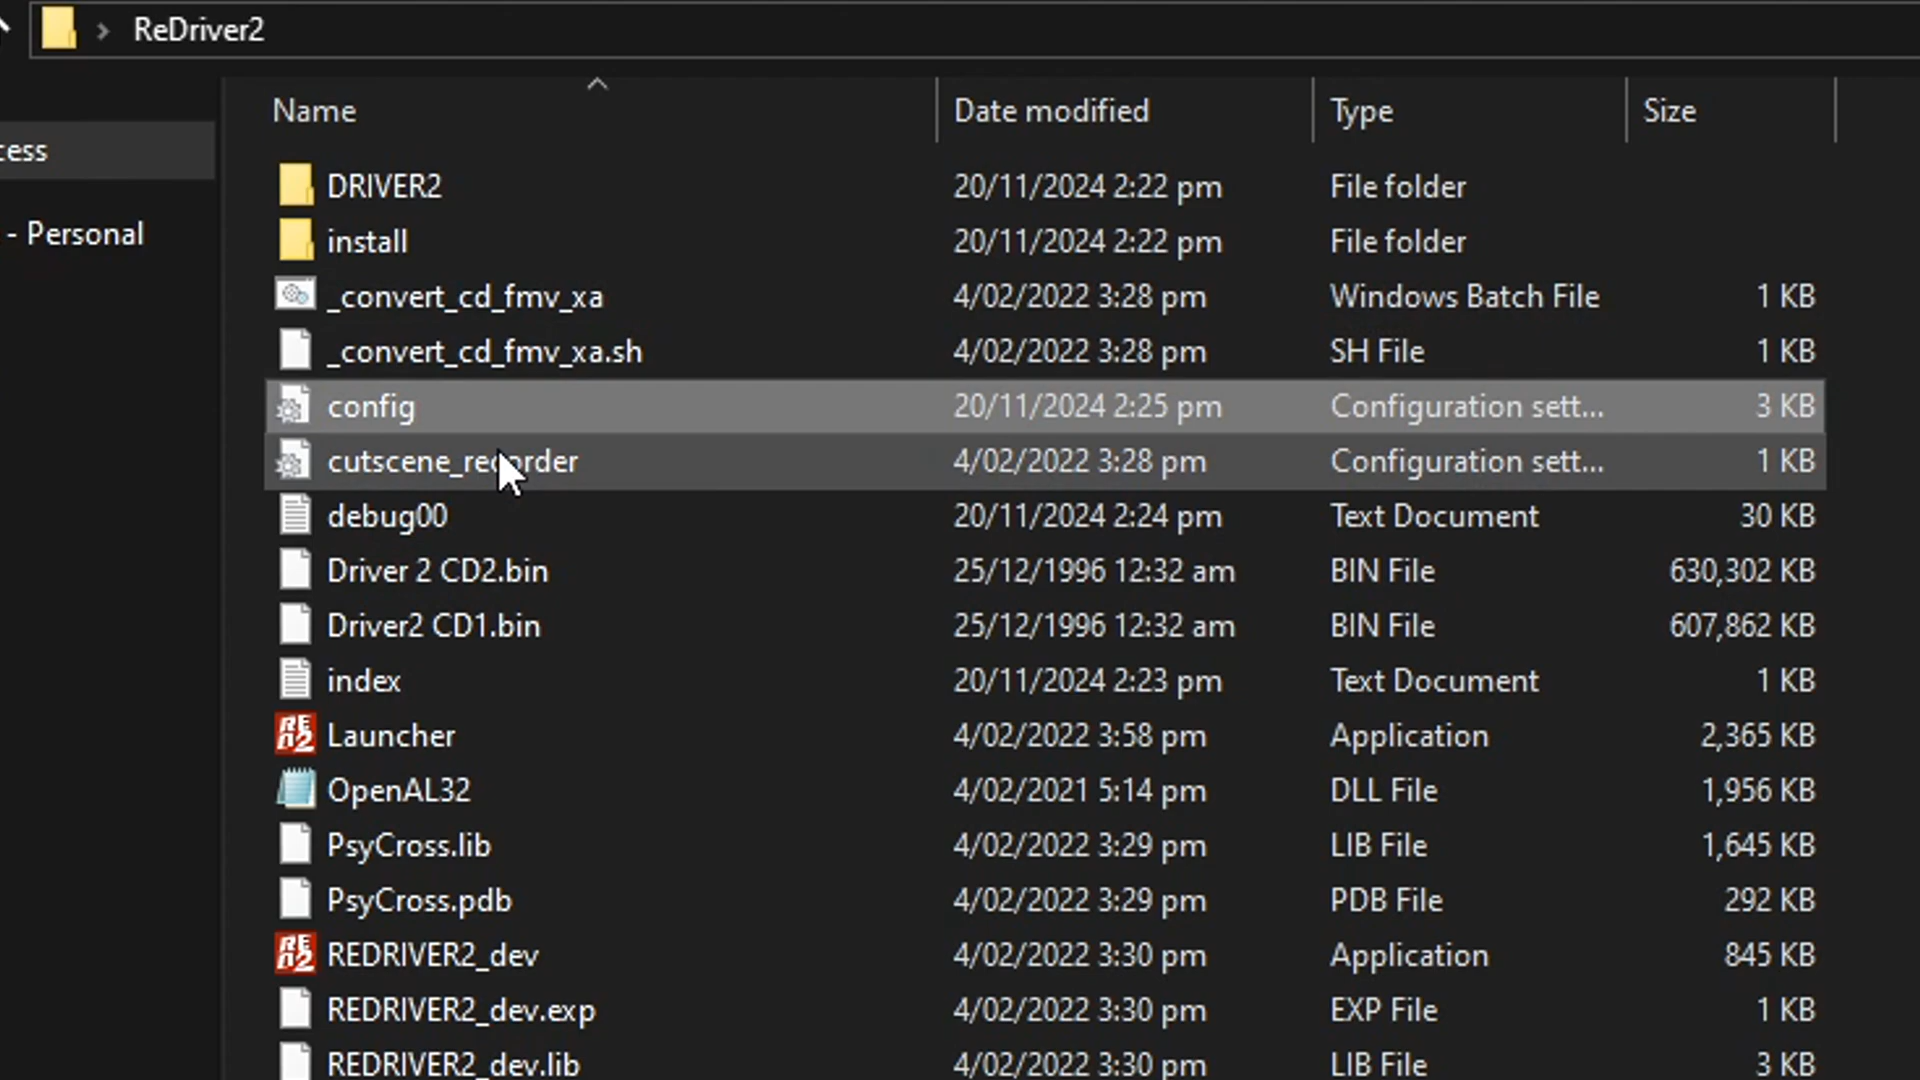 ReDriver2
Name Date modified Type Size
cess
- Personal
DRIVER2 20/11/2024 2:22 pm File folder
install 20/11/2024 2:22 pm File folder
_convert_cd_fmv_xa 4/02/2022 3:28 pm Windows Batch File 1 KB
_convert_cd_fmv_xa.sh 4/02/2022 3:28 pm SH File 1 KB
config 20/11/2024 2:25 pm Configuration sett... 3 KB
cutscene_recorder 4/02/2022 3:28 pm Configuration sett... 1 KB
debug00 20/11/2024 2:24 pm Text Document 30 KB
Driver 2 CD2.bin 25/12/1996 12:32 am BIN File 630,302 KB
Driver2 CD1.bin 25/12/1996 12:32 am BIN File 607,862 KB
index 20/11/2024 2:23 pm Text Document 1 KB
Launcher 4/02/2022 3:58 pm Application 2,365 KB
OpenAL32 4/02/2021 5:14 pm DLL File 1,956 KB
PsyCross.lib 4/02/2022 3:29 pm LIB File 1,645 KB
PsyCross.pdb 4/02/2022 3:29 pm PDB File 292 KB
REDRIVER2_dev 4/02/2022 3:30 pm Application 845 KB
REDRIVER2_dev.exp 4/02/2022 3:30 pm EXP File 1 KB
REDRIVER2_dev.lib 4/02/2022 3:30 pm LIB File 3 KB